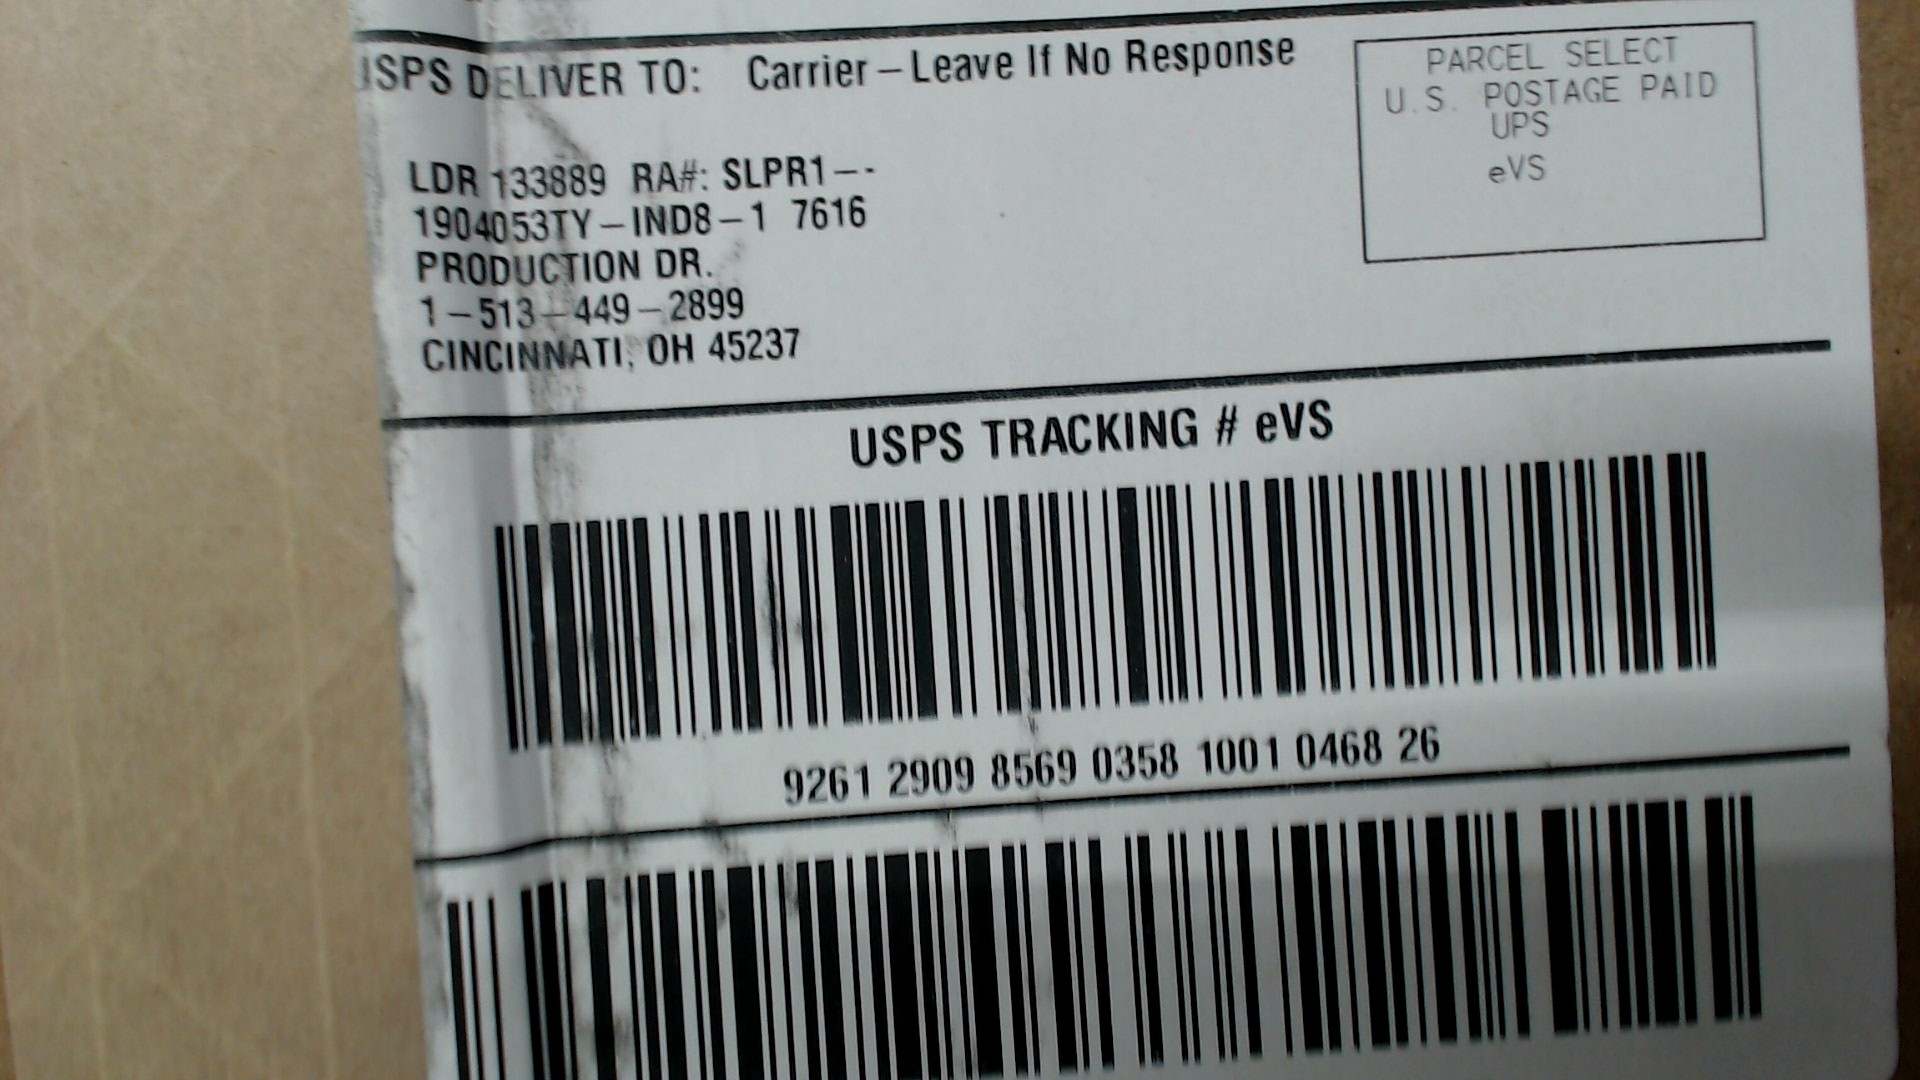 USPS DELIVER TO: Carrier – Leave If No Response
PARCEL SELECT
U.S. POSTAGE PAID
UPS
eVS
LDR 133889 RA#: SLPR1--
1904053TY-IND8-1 7616
PRODUCTION DR.
1-513-449-2899
CINCINNATI, OH 45237
USPS TRACKING # eVS
9261 2909 8569 0358 1001 0468 26